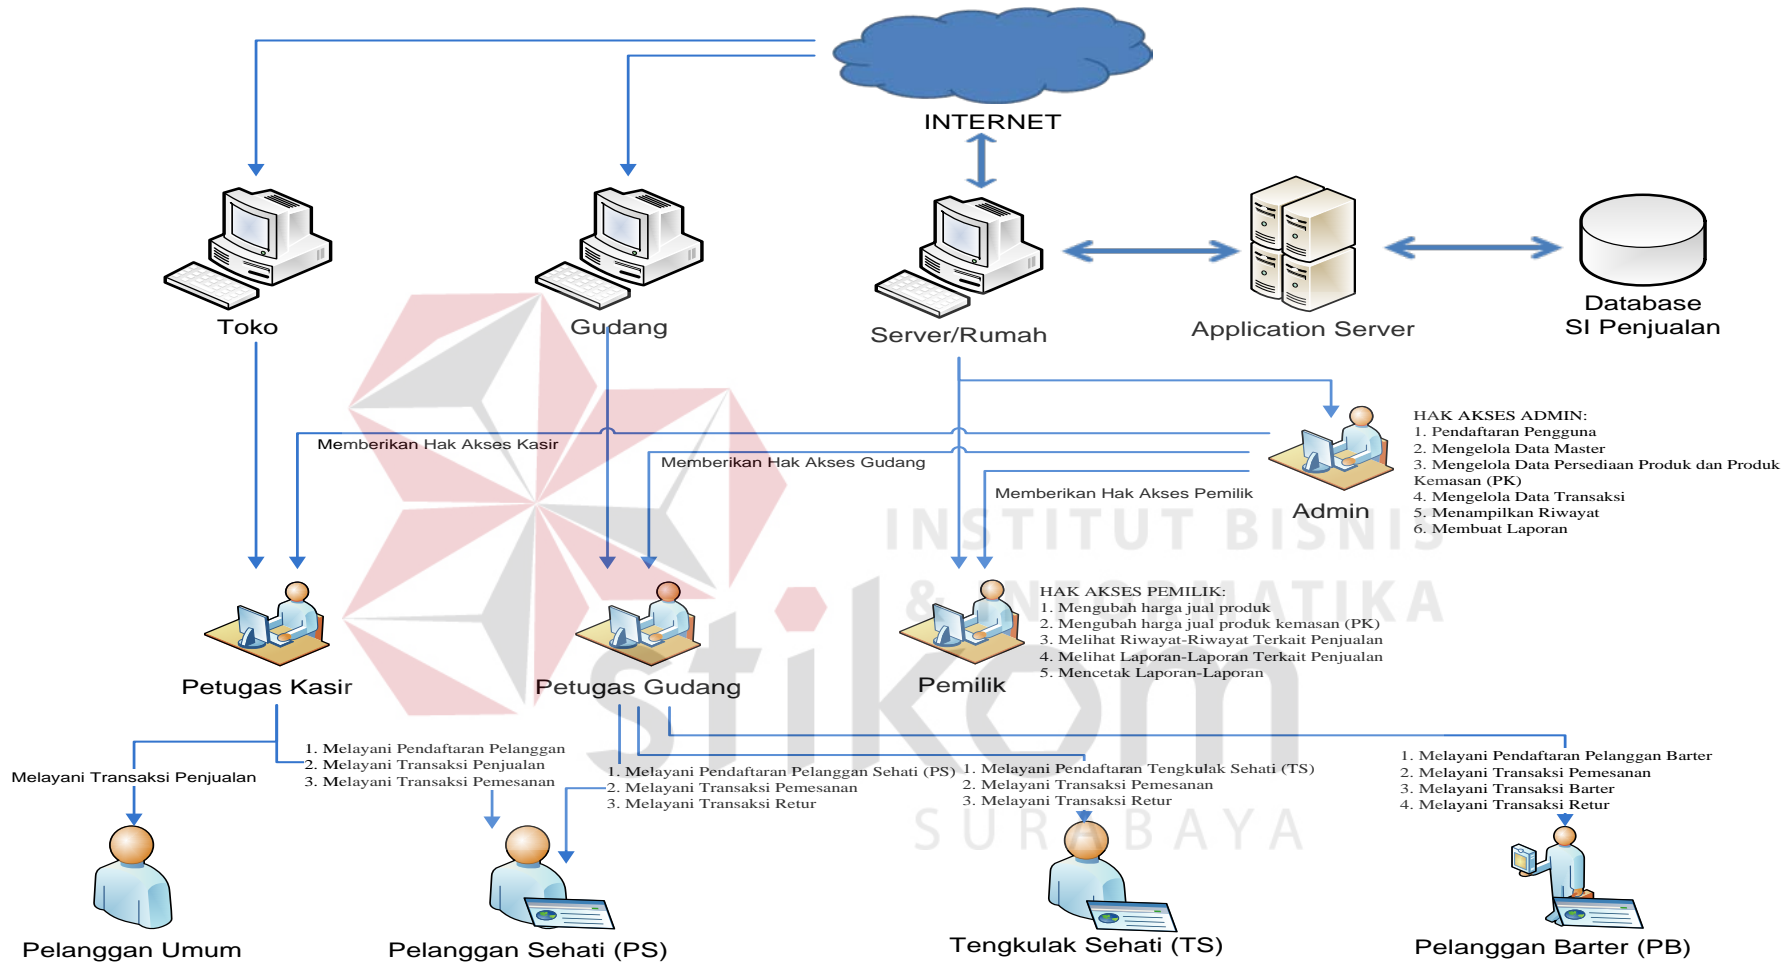 INTERNET
Toko
Gudang
Server/Rumah
Application Server
Database
SI Penjualan
HAK AKSES ADMIN:
1. Pendaftaran Pengguna
2. Mengelola Data Master
3. Mengelola Data Persediaan Produk dan Produk
Kemasan (PK)
4. Mengelola Data Transaksi
5. Menampilkan Riwayat
6. Membuat Laporan
Admin
Memberikan Hak Akses Kasir
Memberikan Hak Akses Gudang
Memberikan Hak Akses Pemilik
INSTITUT BISNIS
& INFORMATIKA
stikom
SURABAYA
HAK AKSES PEMILIK:
1. Mengubah harga jual produk
2. Mengubah harga jual produk kemasan (PK)
3. Melihat Riwayat-Riwayat Terkait Penjualan
4. Melihat Laporan-Laporan Terkait Penjualan
5. Mencetak Laporan-Laporan
Petugas Kasir
Petugas Gudang
Pemilik
Melayani Transaksi Penjualan
1. Melayani Pendaftaran Pelanggan
2. Melayani Transaksi Penjualan
3. Melayani Transaksi Pemesanan
1. Melayani Pendaftaran Pelanggan Sehati (PS)
2. Melayani Transaksi Pemesanan
3. Melayani Transaksi Retur
1. Melayani Pendaftaran Tengkulak Sehati (TS)
2. Melayani Transaksi Pemesanan
3. Melayani Transaksi Retur
1. Melayani Pendaftaran Pelanggan Barter
2. Melayani Transaksi Pemesanan
3. Melayani Transaksi Barter
4. Melayani Transaksi Retur
Pelanggan Umum
Pelanggan Sehati (PS)
Tengkulak Sehati (TS)
Pelanggan Barter (PB)